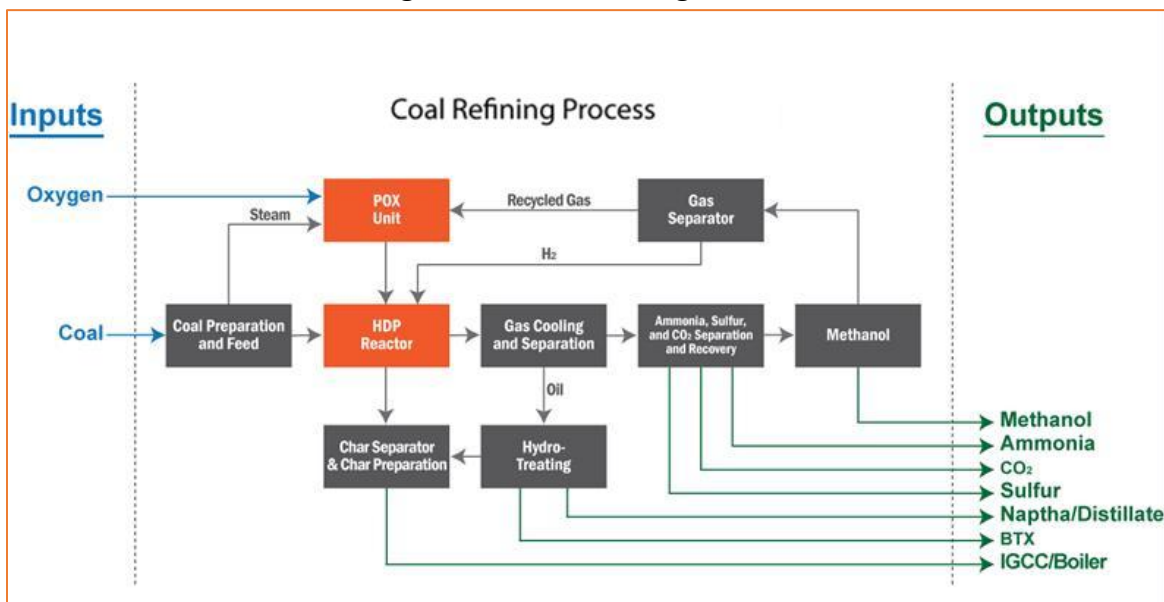 Inputs
Coal Refining Process
Outputs
Oxygen
POX
Unit
Recycled Gas
Gas
Separator
Steam
H2
Coal
Coal Preparation
and Feed
HDP
Reactor
Gas Cooling
and Separation
Ammonia, Sulfur,
and CO2 Separation
and Recovery
Methanol
Oil
Char Separator
& Char Preparation
Hydro-
Treating
Methanol
Ammonia
CO2
Sulfur
Naptha/Distillate
BTX
IGCC/Boiler